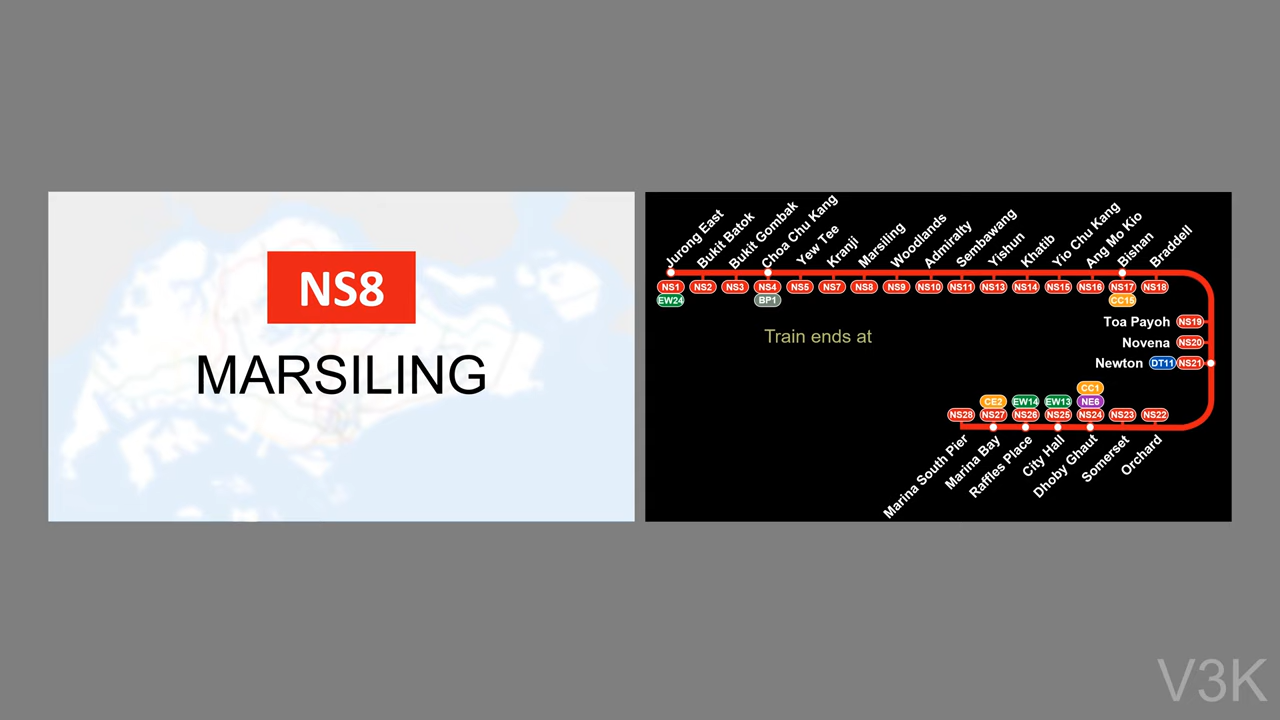 NS8
MARSILING
Jurong East
Bukit Batok
Bukit Gombak
Choa Chu Kang
Yew Tee
Kranji
Marsiling
Woodlands
Admiralty
Sembawang
Yishun
Khatib
Yio Chu Kang
Ang Mo Kio
Bishan
Braddell
NS1 NS2 NS3 NS4 NS5 NS7 NS8 NS9 NS10 NS11 NS13 NS14 NS15 NS16 NS17 NS18
EW24 BP1 CC15
Toa Payoh NS19
Train ends at
Novena NS20
Newton DT11 NS21
CC1
CE2 EW14 EW13 NE6
NS28 NS27 NS26 NS25 NS24 NS23 NS22
Marina South Pier
Marina Bay
Raffles Place
City Hall
Dhoby Ghaut
Somerset
Orchard
V3K